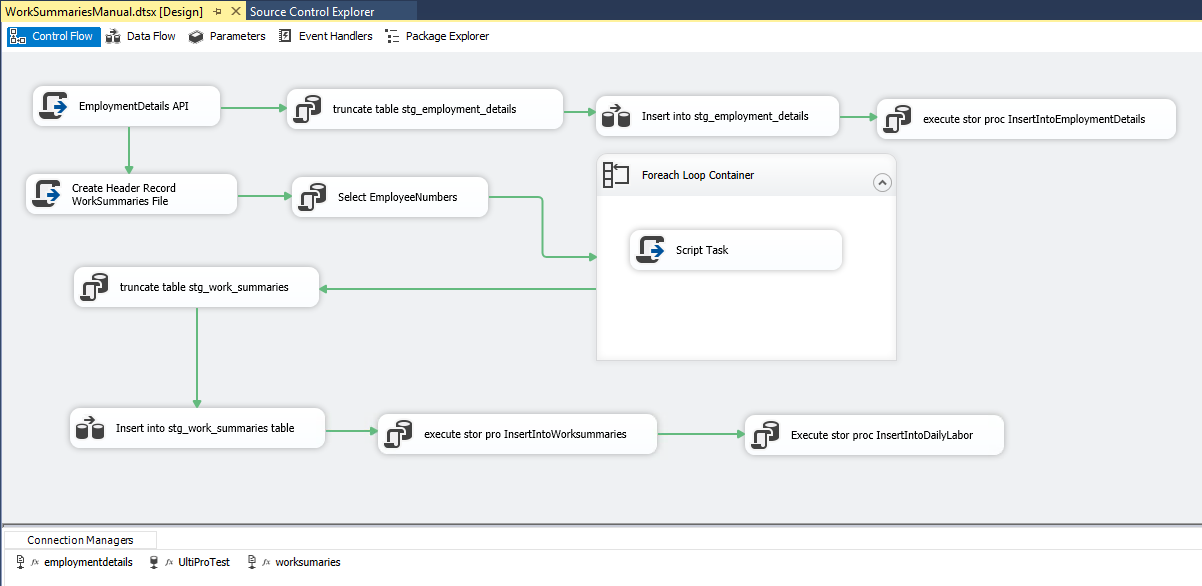 WorkSummariesManual.dtsx [Design]
Source Control Explorer
Control Flow
Data Flow
Parameters
Event Handlers
Package Explorer
EmploymentDetails API
truncate table stg_employment_details
Insert into stg_employment_details
execute stor proc InsertIntoEmploymentDetails
Create Header Record
WorkSummaries File
Select EmployeeNumbers
Foreach Loop Container
Script Task
truncate table stg_work_summaries
Insert into stg_work_summaries table
execute stor pro InsertIntoWorksummaries
Execute stor proc InsertIntoDailyLabor
Connection Managers
fx employmentdetails
fx UltiProTest
fx worksumaries